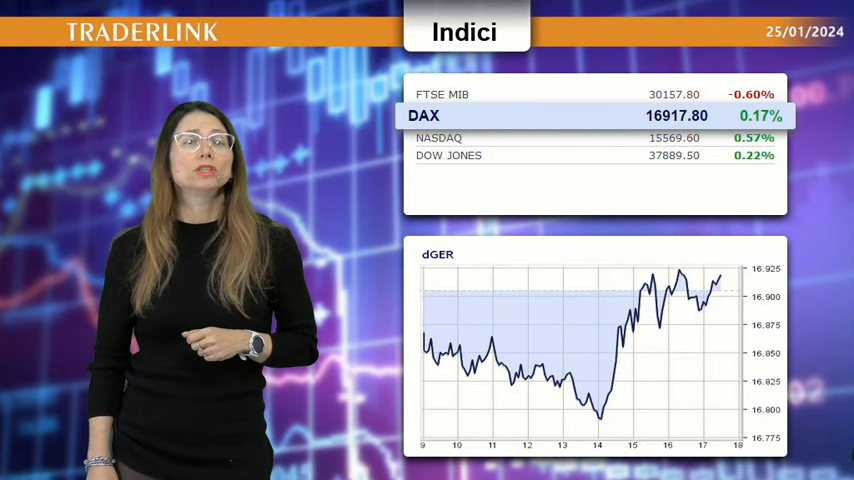 TRADERLINK
Indici
25/01/2024
FTSE MIB 30157.80 -0.60%
DAX 16917.80 0.17%
NASDAQ 15569.60 0.57%
DOW JONES 37889.50 0.22%
dGER
16.925
16.900
16.875
16.850
16.825
16.800
16.775
9 10 11 12 13 14 15 16 17 18